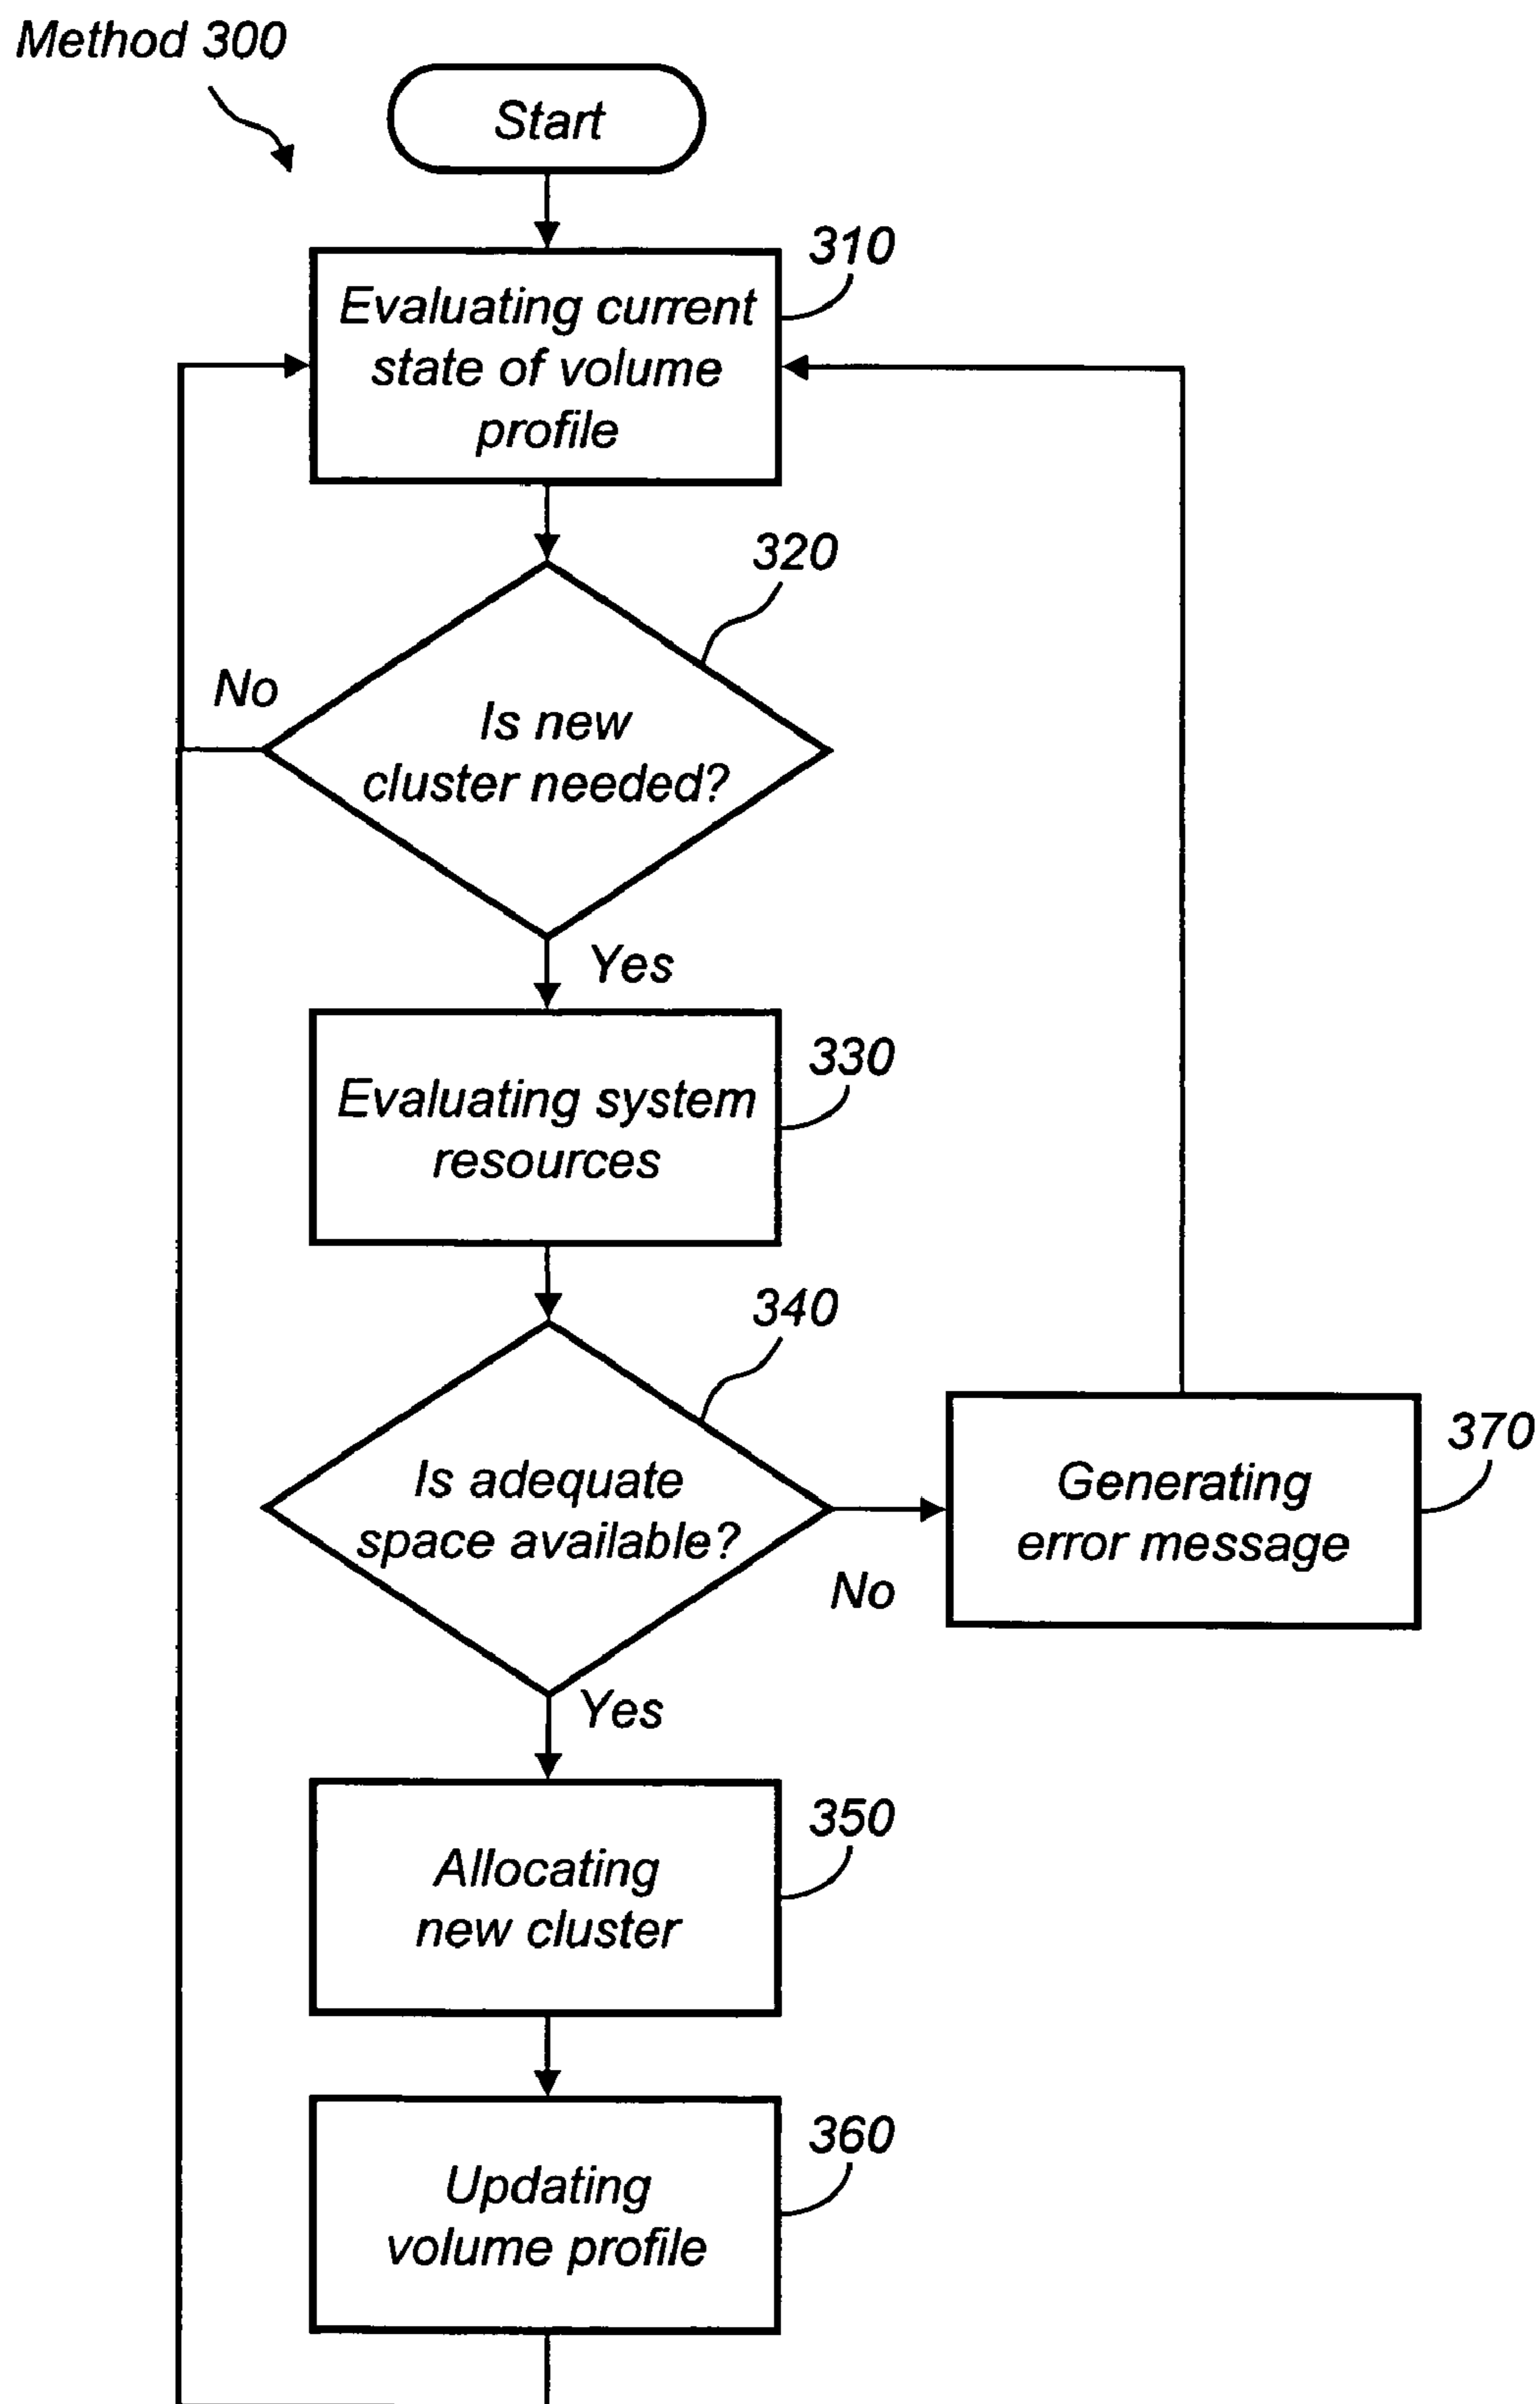 Method 300
Start
310
Evaluating current
state of volume
profile
320
No
Is new
cluster needed?
Yes
330
Evaluating system
resources
340
Is adequate
space available?
No
370
Generating
error message
Yes
350
Allocating
new cluster
360
Updating
volume profile